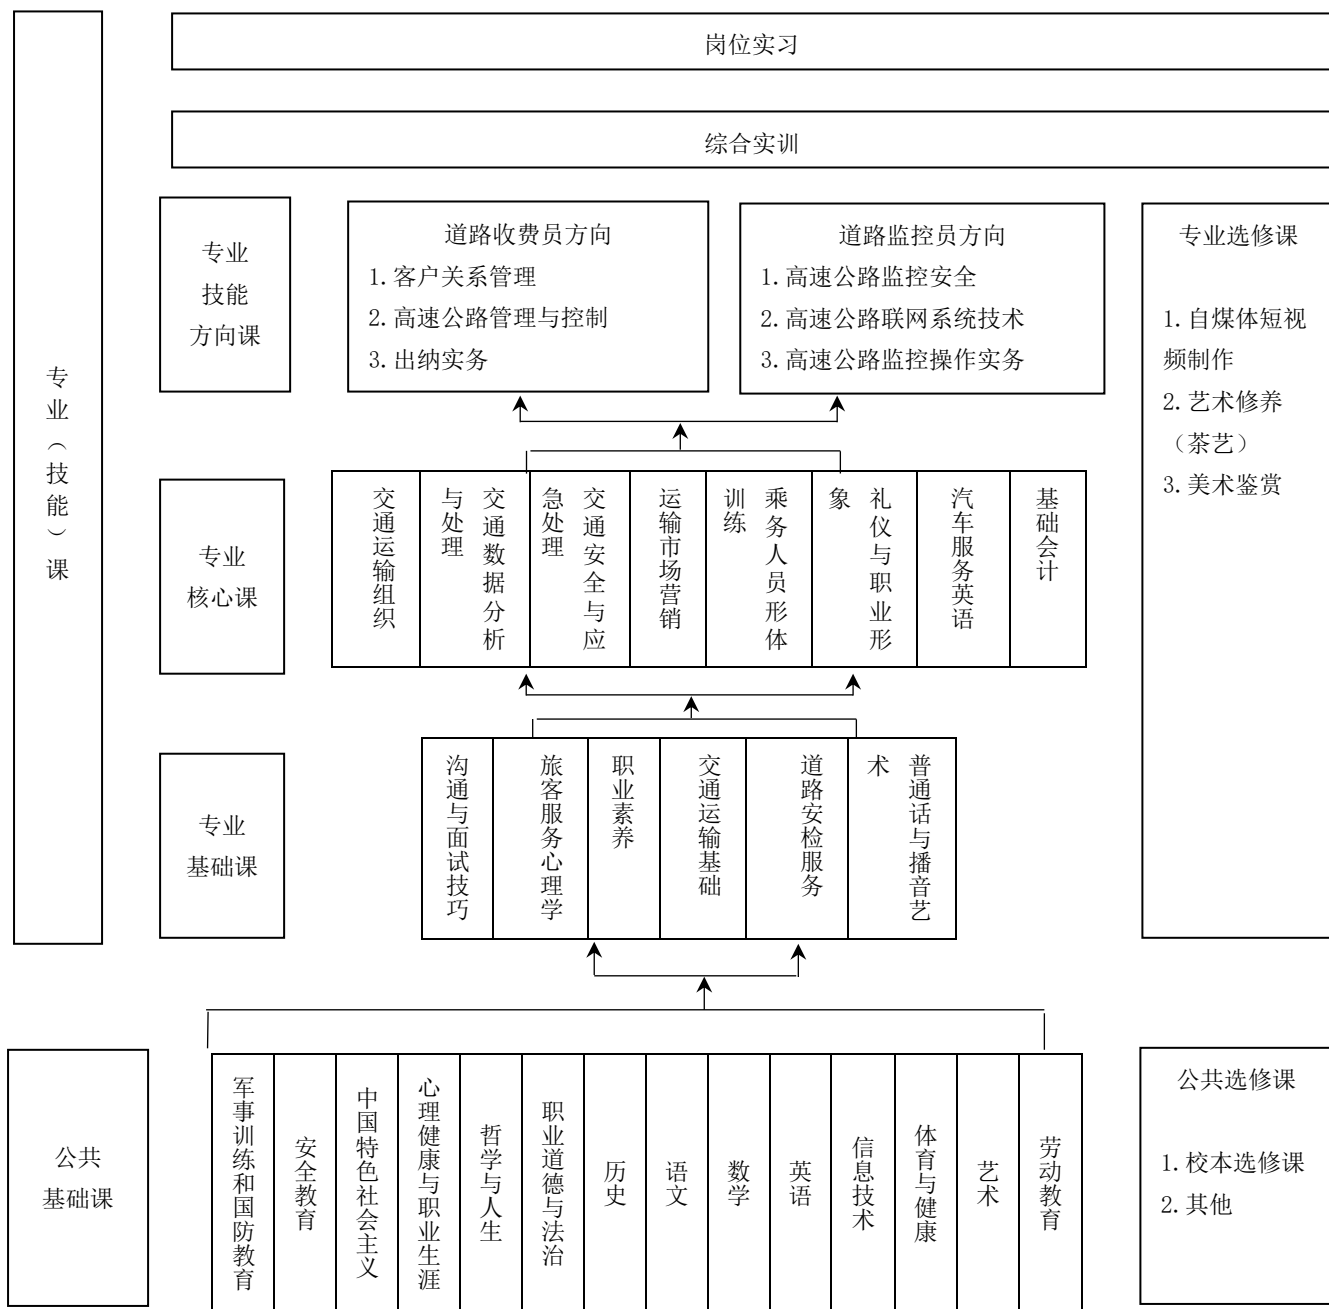 岗位实习
综合实训
专业（技能）课
专业
技能
方向课
道路收费员方向
1.客户关系管理
2.高速公路管理与控制
3.出纳实务
道路监控员方向
1.高速公路监控安全
2.高速公路联网系统技术
3.高速公路监控操作实务
专业选修课
1.自煤体短视
频制作
2.艺术修养
（茶艺）
3.美术鉴赏
专业
核心课
交通运输组织
交通数据分析
与处理
交通安全与应
急处理
运输市场营销
乘务人员形体
训练
礼仪与职业形
象
汽车服务英语
基础会计
专业
基础课
沟通与面试技巧
旅客服务心理学
职业素养
交通运输基础
道路安检服务
普通话与播音艺
术
公共
基础课
军事训练和国防教育
安全教育
中国特色社会主义
心理健康与职业生涯
哲学与人生
职业道德与法治
历史
语文
数学
英语
信息技术
体育与健康
艺术
劳动教育
公共选修课
1.校本选修课
2.其他